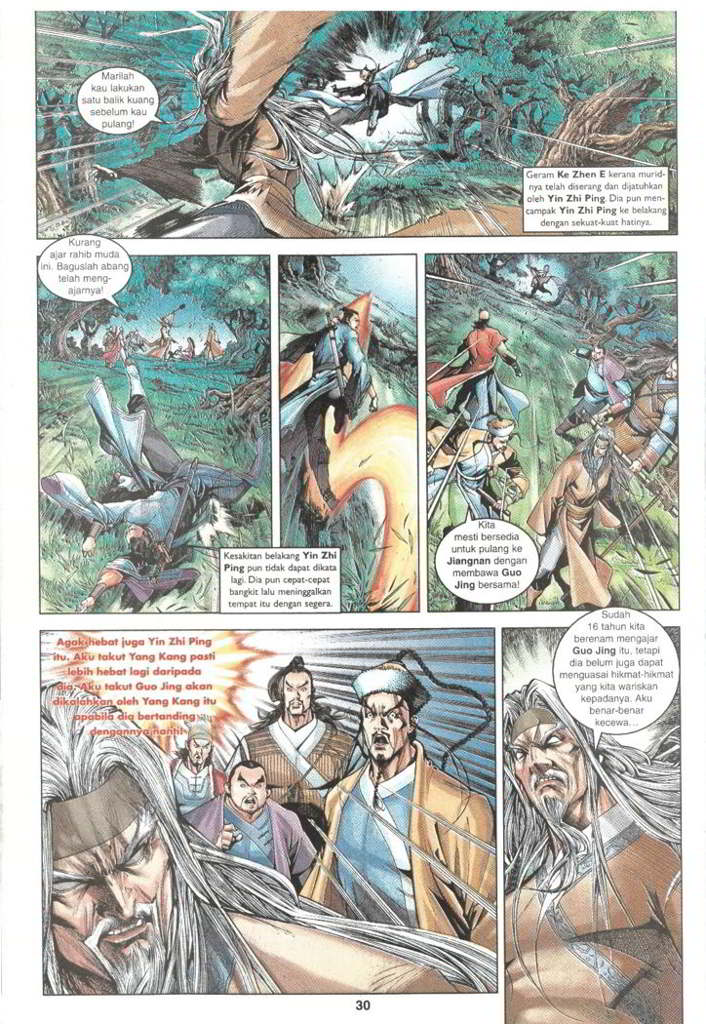 Marilah
kau lakukan
satu balik kuang
sebelum kau
pulang!
Geram Ke Zhen E kerana murid-
nya telah diserang dan dijatuhkan
oleh Yin Zhi Ping. Dia pun men-
campak Yin Zhi Ping ke belakang
dengan sekuat-kuat hatinya.
Kurang
ajar rahib muda
ini. Baguslah abang
telah meng-
ajarnya!
Kesakitan belakang Yin Zhi
Ping pun tidak dapat dikata
lagi. Dia pun cepat-cepat
bangkit lalu meninggalkan
tempat itu dengan segera.
Kita
mesti bersedia
untuk pulang ke
Jiangnan dengan
membawa Guo
Jing bersama!
Agak hebat juga Yin Zhi Ping
itu. Aku takut Yang Kang pasti
lebih hebat lagi daripada
dia. Aku takut Guo Jing akan
dikalahkan oleh Yang Kang itu
apabila dia bertanding
dengannya nanti!
Sudah
16 tahun kita
berenam mengajar
Guo Jing itu, tetapi
dia belum juga dapat
menguasai hikmat-hikmat
yang kita wariskan
kepadanya. Aku
benar-benar
kecewa...
30